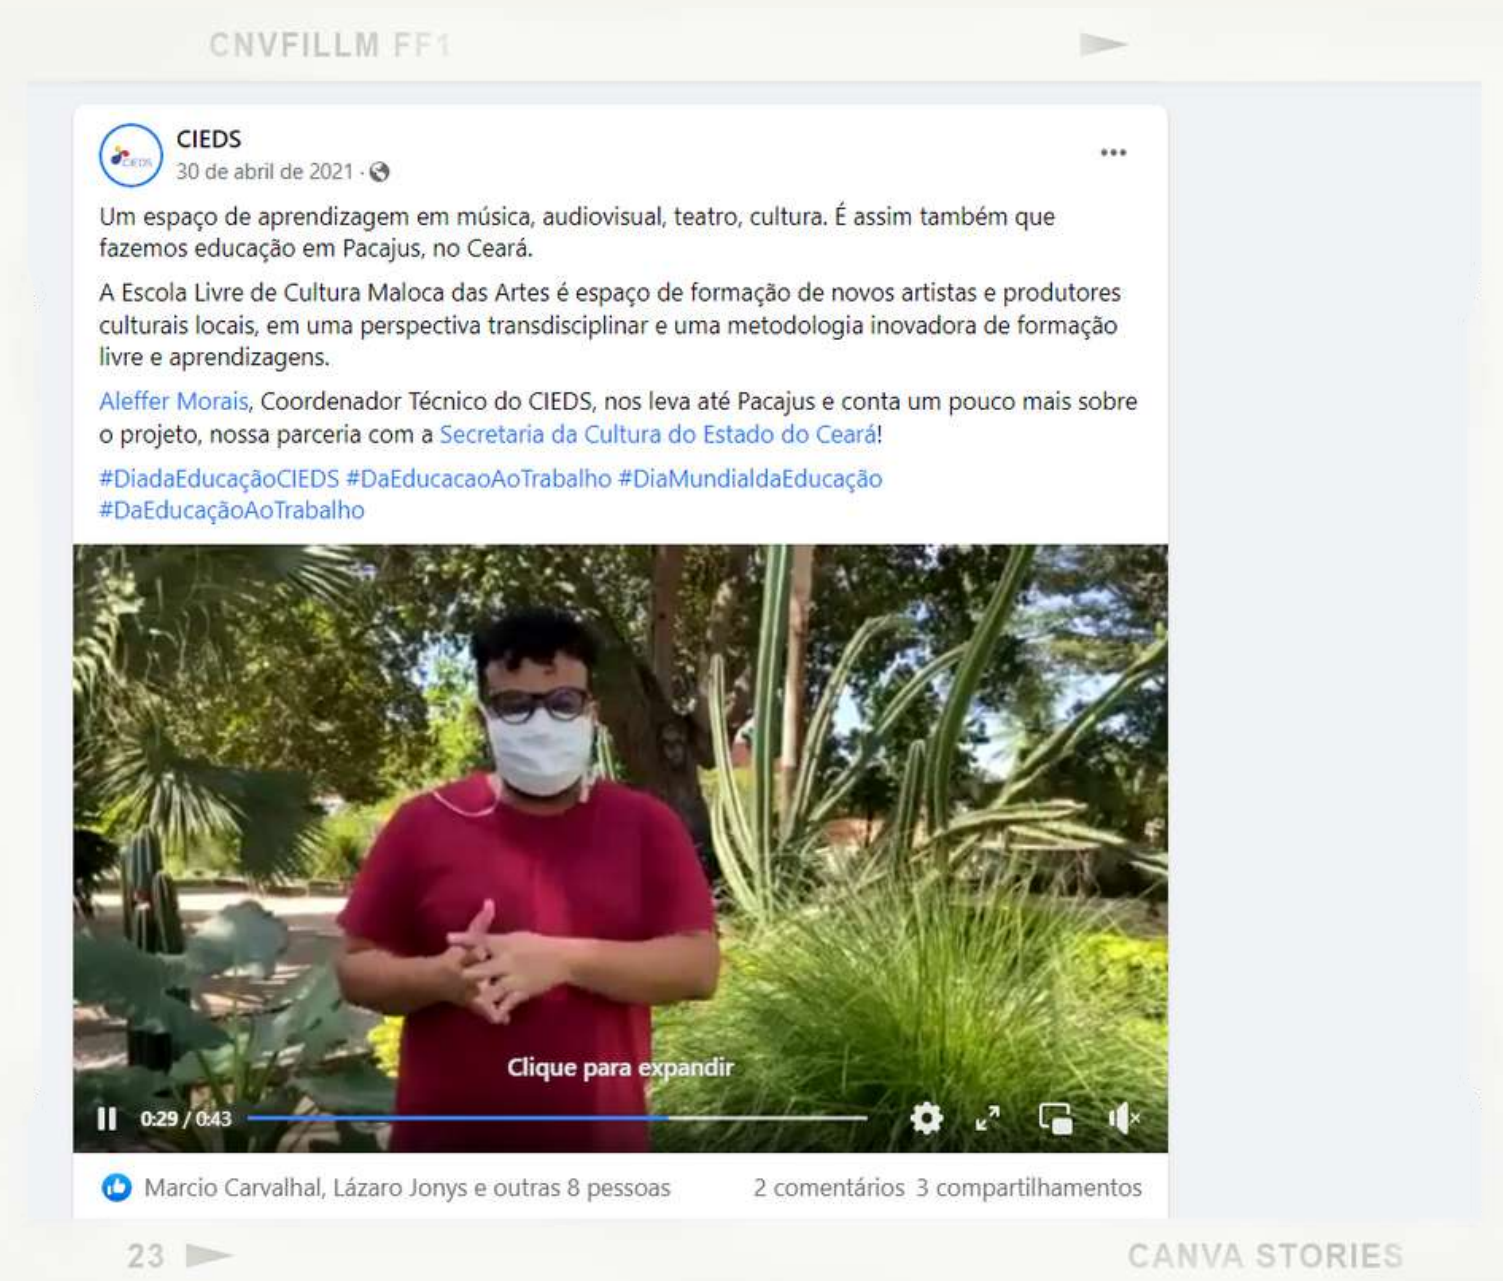 CNVFILLM FF1
CIEDS
CIEDS
30 de abril de 2021 ·
Um espaço de aprendizagem em música, audiovisual, teatro, cultura. É assim também que
fazemos educação em Pacajus, no Ceará.
A Escola Livre de Cultura Maloca das Artes é espaço de formação de novos artistas e produtores
culturais locais, em uma perspectiva transdisciplinar e uma metodologia inovadora de formação
livre e aprendizagens.
Aleffer Morais, Coordenador Técnico do CIEDS, nos leva até Pacajus e conta um pouco mais sobre
o projeto, nossa parceria com a Secretaria da Cultura do Estado do Ceará!
#DiadaEducaçãoCIEDS #DaEducacaoAoTrabalho #DiaMundialdaEducação
#DaEducaçãoAoTrabalho
Clique para expandir
0:29 / 0:43
Marcio Carvalhal, Lázaro Jonys e outras 8 pessoas 2 comentários 3 compartilhamentos
23 CANVA STORIES